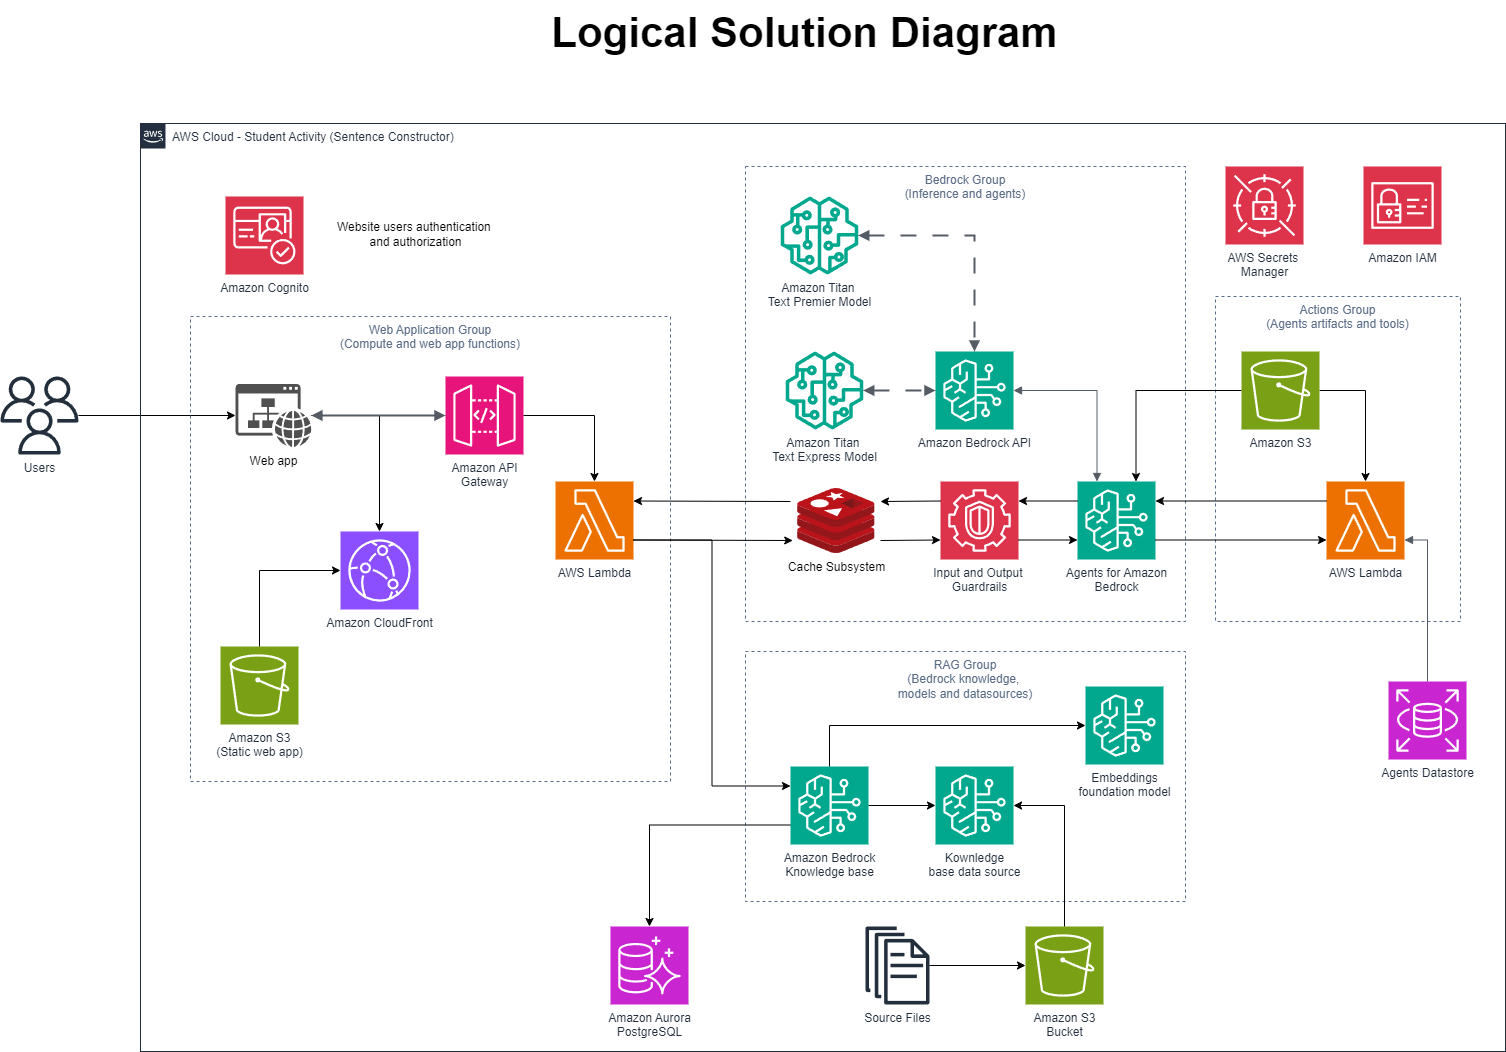 Logical Solution Diagram
aws
AWS Cloud - Student Activity (Sentence Constructor)
Amazon Cognito
Website users authentication
and authorization
Bedrock Group
(Inference and agents)
Amazon Titan
Text Premier Model
AWS Secrets
Manager
Amazon IAM
Web Application Group
(Compute and web app functions)
Actions Group
(Agents artifacts and tools)
Users
Web app
</>
Amazon API
Gateway
Amazon Titan
Text Express Model
Amazon Bedrock API
Amazon S3
Amazon CloudFront
AWS Lambda
Cache Subsystem
Input and Output
Guardrails
Agents for Amazon
Bedrock
AWS Lambda
Amazon S3
(Static web app)
RAG Group
(Bedrock knowledge,
models and datasources)
Embeddings
foundation model
Agents Datastore
Amazon Bedrock
Knowledge base
Kownledge
base data source
Amazon Aurora
PostgreSQL
Source Files
Amazon S3
Bucket